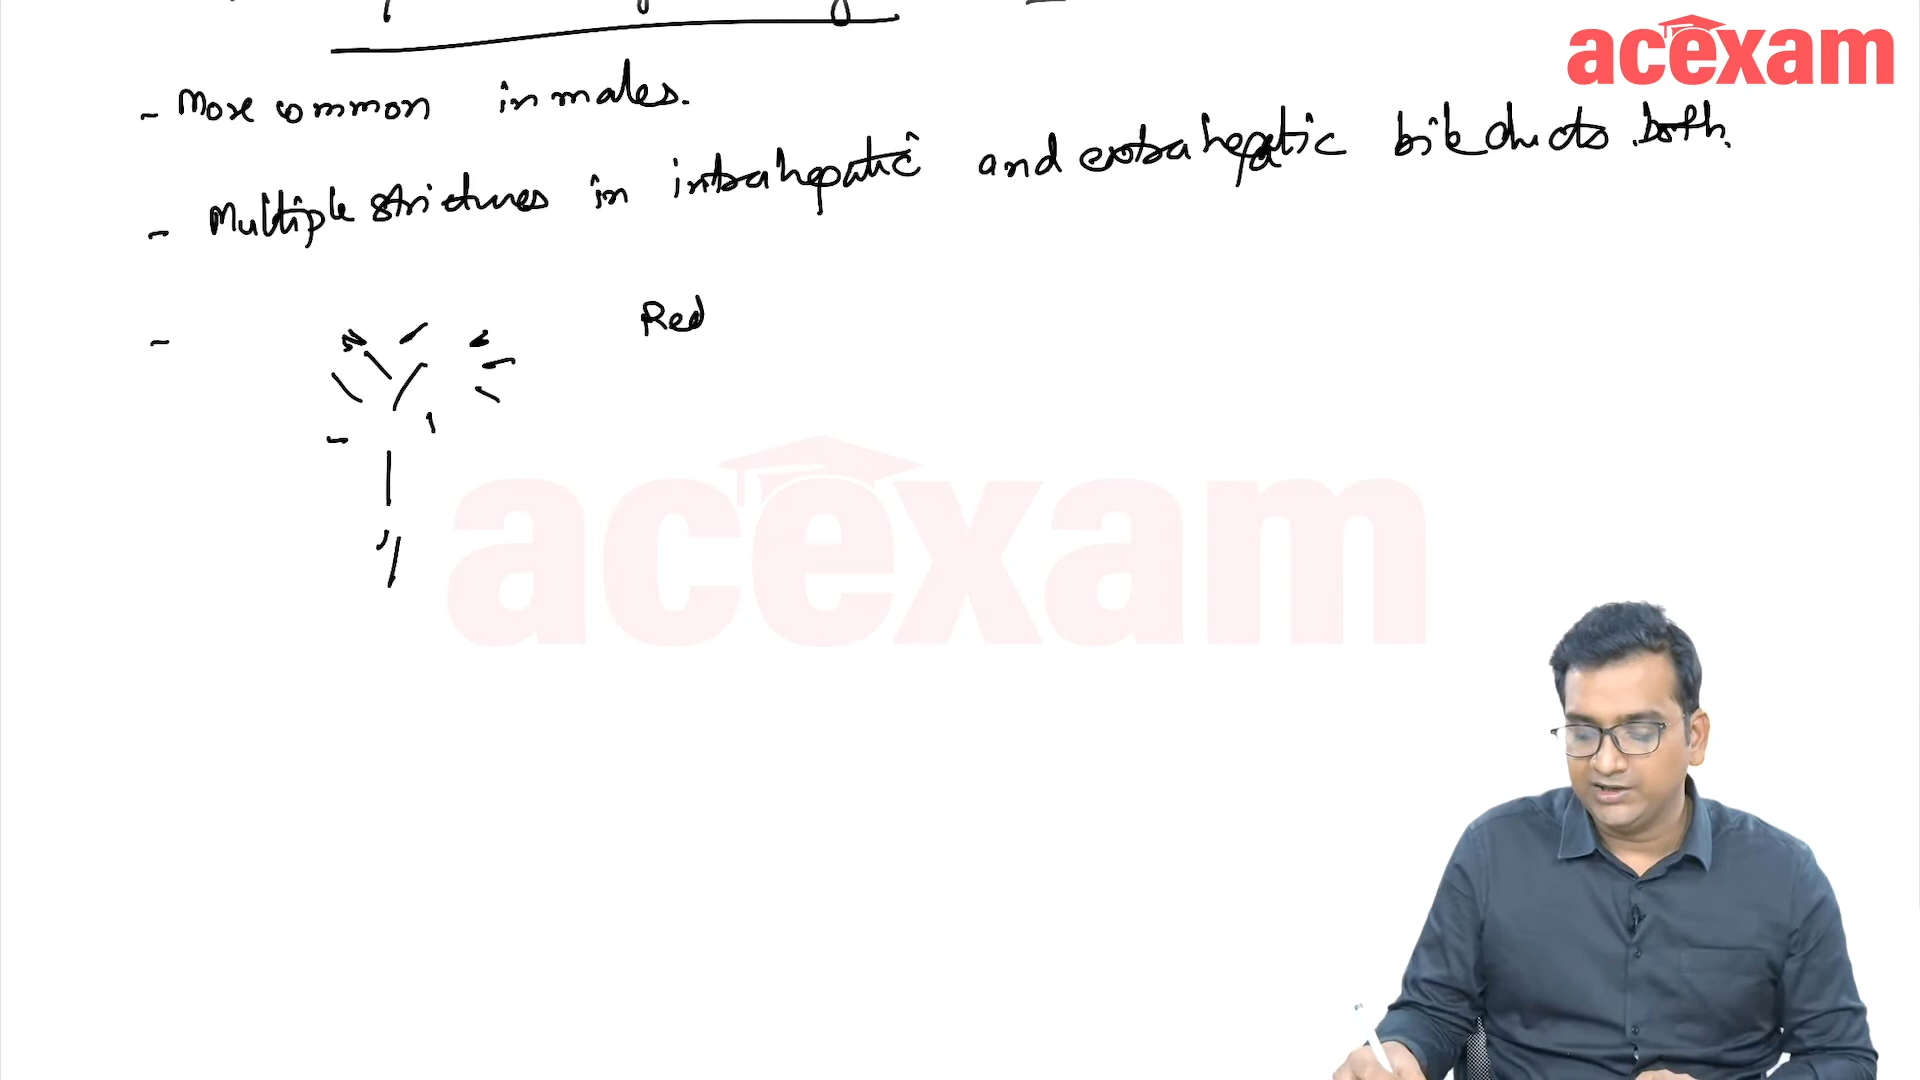 acexam
- More common in males.
- Multiple strictures in intrahepatic and extrahepatic bile ducts both.
- Red
acexam